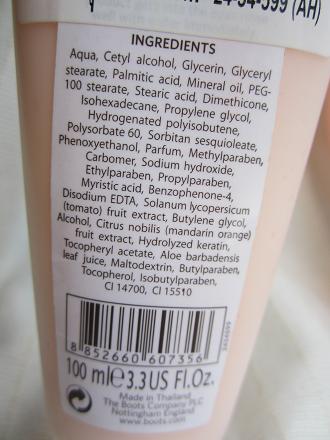 24-54-599 (AH)
INGREDIENTS
Aqua, Cetyl alcohol, Glycerin, Glyceryl
stearate, Palmitic acid, Mineral oil, PEG-
100 stearate, Stearic acid, Dimethicone,
Isohexadecane, Propylene glycol,
Hydrogenated polyisobutene,
Polysorbate 60, Sorbitan sesquioleate,
Phenoxyethanol, Parfum, Methylparaben,
Carbomer, Sodium hydroxide,
Ethylparaben, Propylparaben,
Myristic acid, Benzophenone-4,
Disodium EDTA, Solanum lycopersicum
(tomato) fruit extract, Butylene glycol,
Alcohol, Citrus nobilis (mandarin orange)
fruit extract, Hydrolyzed keratin,
Tocopheryl acetate, Aloe barbadensis
leaf juice, Maltodextrin, Butylparaben,
Tocopherol, Isobutylparaben,
CI 14700, CI 15510
8 852660 607356
100 ml℮ 3.3 US Fl.Oz.
Made in Thailand
The Boots Company PLC
Nottingham England
www.boots.com